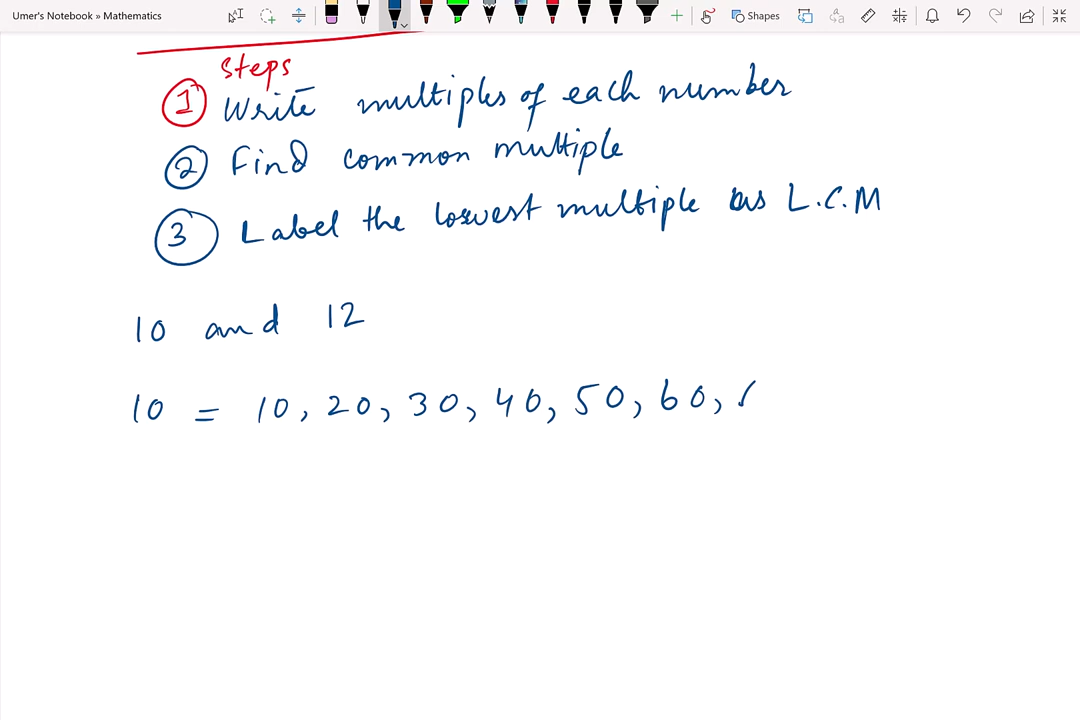 Umer's Notebook » Mathematics
Shapes
Steps
1 Write multiples of each number
2 Find common multiple
3 Label the lowest multiple as L.C.M
10 and 12
10 = 10, 20, 30, 40, 50, 60,